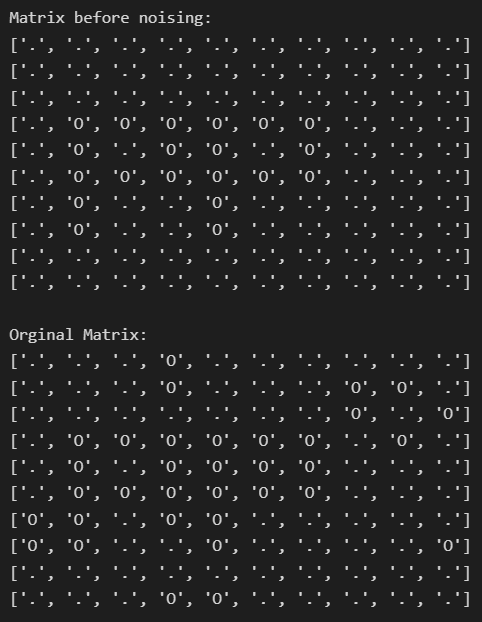 Matrix before noising:
['.', '.', '.', '.', '.', '.', '.', '.', '.', '.']
['.', '.', '.', '.', '.', '.', '.', '.', '.', '.']
['.', '.', '.', '.', '.', '.', '.', '.', '.', '.']
['.', 'O', 'O', 'O', 'O', 'O', 'O', '.', '.', '.']
['.', 'O', '.', 'O', 'O', '.', 'O', '.', '.', '.']
['.', 'O', 'O', 'O', 'O', 'O', 'O', '.', '.', '.']
['.', 'O', '.', '.', 'O', '.', '.', '.', '.', '.']
['.', 'O', '.', '.', 'O', '.', '.', '.', '.', '.']
['.', '.', '.', '.', '.', '.', '.', '.', '.', '.']
['.', '.', '.', '.', '.', '.', '.', '.', '.', '.']
Orginal Matrix:
['.', '.', '.', 'O', '.', '.', '.', '.', '.', '.']
['.', '.', '.', 'O', '.', '.', '.', 'O', 'O', '.']
['.', '.', '.', '.', '.', '.', '.', 'O', '.', 'O']
['.', 'O', 'O', 'O', 'O', 'O', 'O', '.', 'O', '.']
['.', 'O', '.', 'O', 'O', 'O', 'O', '.', '.', '.']
['.', 'O', 'O', 'O', 'O', 'O', 'O', '.', '.', '.']
['O', 'O', '.', 'O', 'O', '.', '.', '.', '.', '.']
['O', 'O', '.', '.', 'O', '.', '.', '.', '.', 'O']
['.', '.', '.', '.', '.', '.', '.', '.', '.', '.']
['.', '.', '.', 'O', 'O', '.', '.', '.', '.', '.']